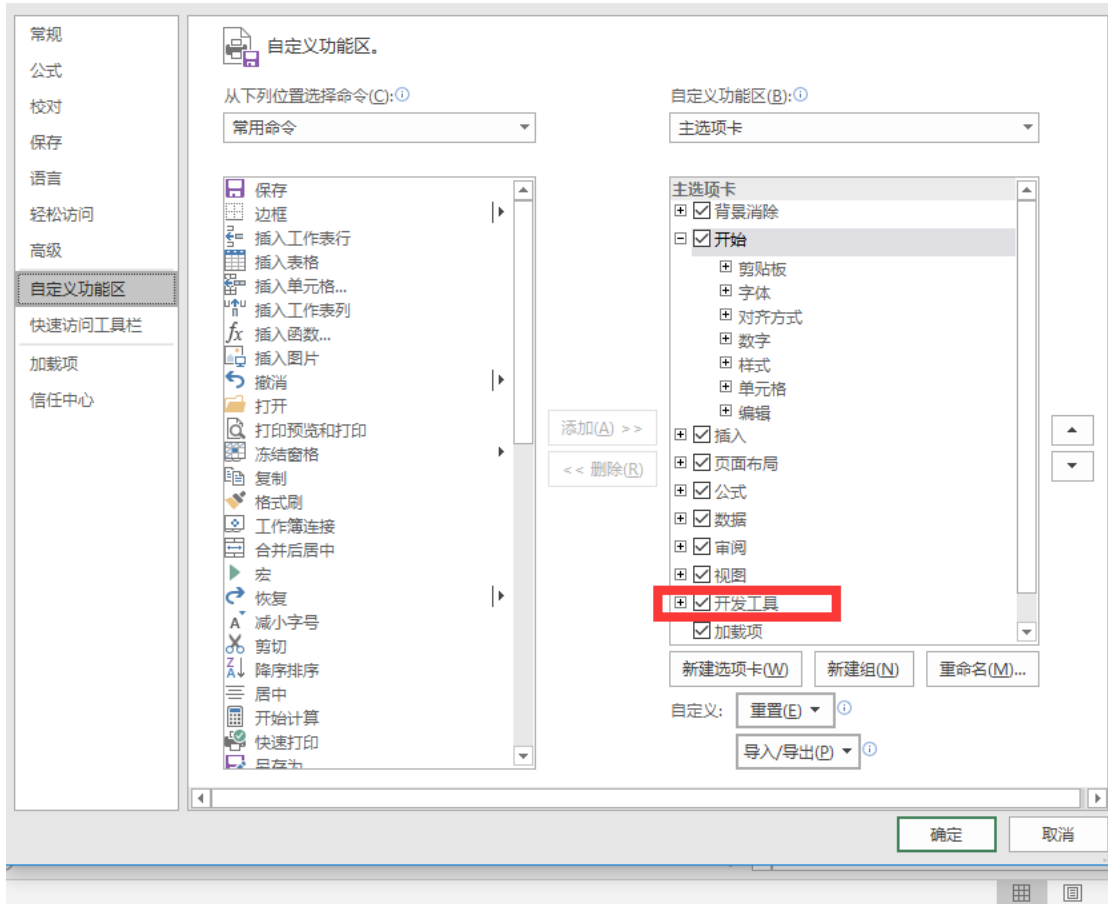 常规
公式
校对
保存
语言
轻松访问
高级
自定义功能区
快速访问工具栏
加载项
信任中心
自定义功能区。
从下列位置选择命令(C):
常用命令
保存
边框
插入工作表行
插入表格
插入单元格...
插入工作表列
fx 插入函数...
插入图片
撤消
打开
打印预览和打印
冻结窗格
复制
格式刷
工作簿连接
合并后居中
宏
恢复
A 减小字号
剪切
降序排序
居中
开始计算
快速打印
另存为
添加(A) >>
<< 删除(R)
自定义功能区(B):
主选项卡
主选项卡
背景消除
开始
剪贴板
字体
对齐方式
数字
样式
单元格
编辑
插入
页面布局
公式
数据
审阅
视图
开发工具
加载项
新建选项卡(W) 新建组(N) 重命名(M)...
自定义: 重置(E)
导入/导出(P)
确定 取消